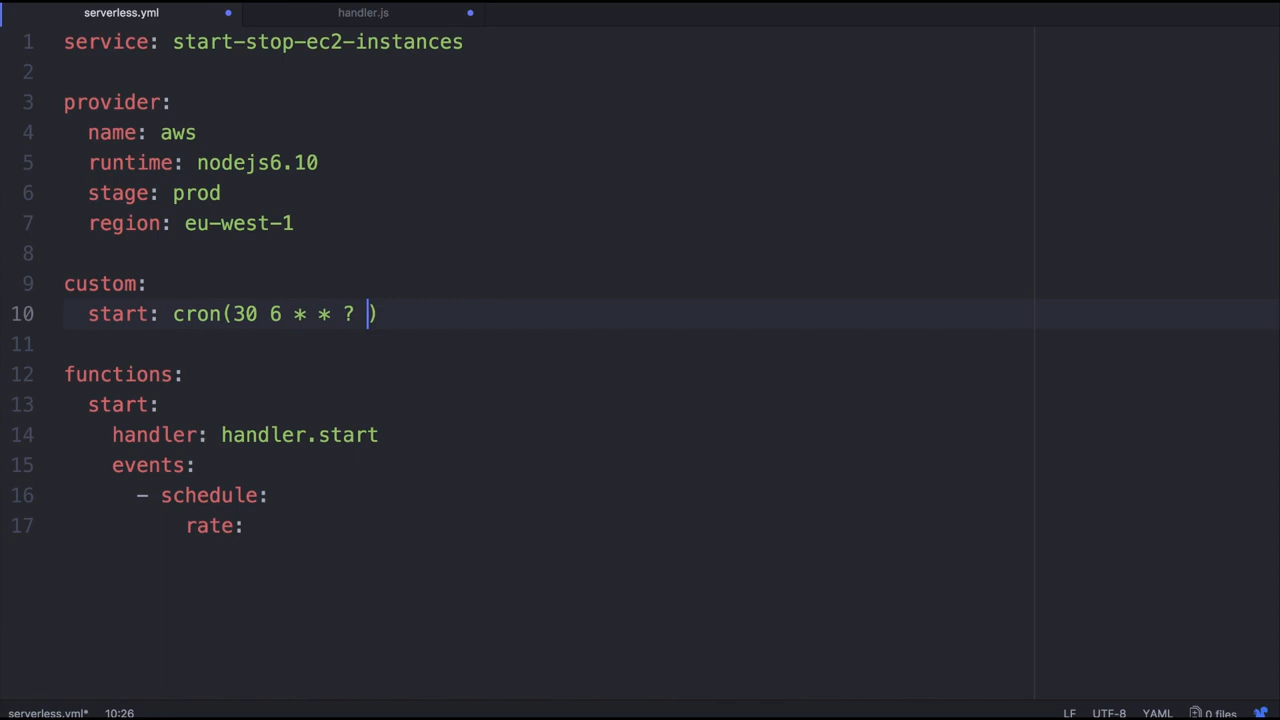 serverless.yml handler.js
1 service: start-stop-ec2-instances
2
3 provider:
4   name: aws
5   runtime: nodejs6.10
6   stage: prod
7   region: eu-west-1
8
9 custom:
10   start: cron(30 6 * * ? )
11
12 functions:
13   start:
14     handler: handler.start
15     events:
16       - schedule:
17           rate:
serverless.yml* 10:26 LF UTF-8 YAML 0 files